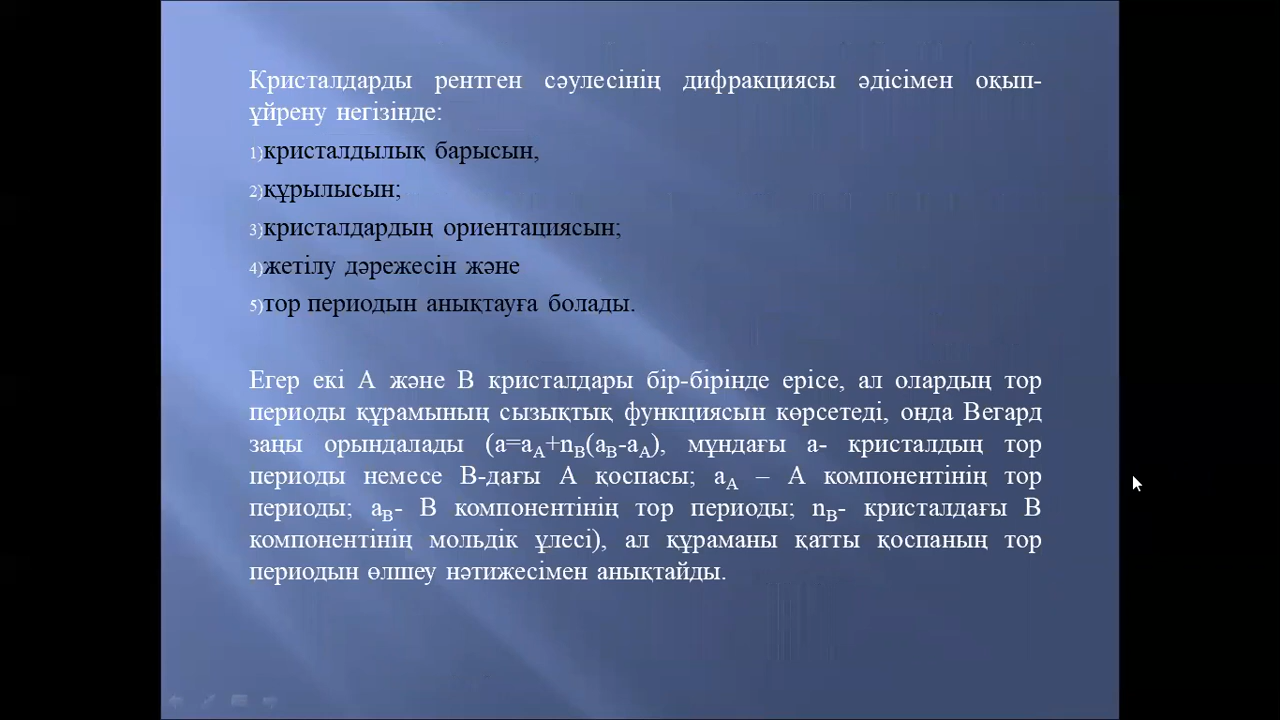 Кристалдарды рентген сәулесінің дифракциясы әдісімен оқып-
ұйрену негізінде:
1)кристалдылық барысын,
2)құрылысын;
3)кристалдардың ориентациясын;
4)жетілу дәрежесін және
5)тор периодын анықтауға болады.
Егер екі А және В кристалдары бір-бірінде ерісе, ал олардың тор
периоды құрамының сызықтық функциясын көрсетеді, онда Вегард
заңы орындалады (a=aA+nB(aB-aA), мұндағы а- кристалдың тор
периоды немесе В-дағы А қоспасы; aA – А компонентінің тор
периоды; aB- В компонентінің тор периоды; nB- кристалдағы В
компонентінің мольдік үлесі), ал құраманы қатты қоспаның тор
периодын өлшеу нәтижесімен анықтайды.